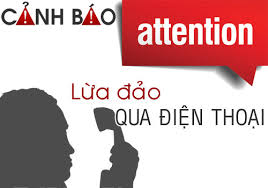 CẢNH BÁO
attention
Lừa đảo
QUA ĐIỆN THOẠI